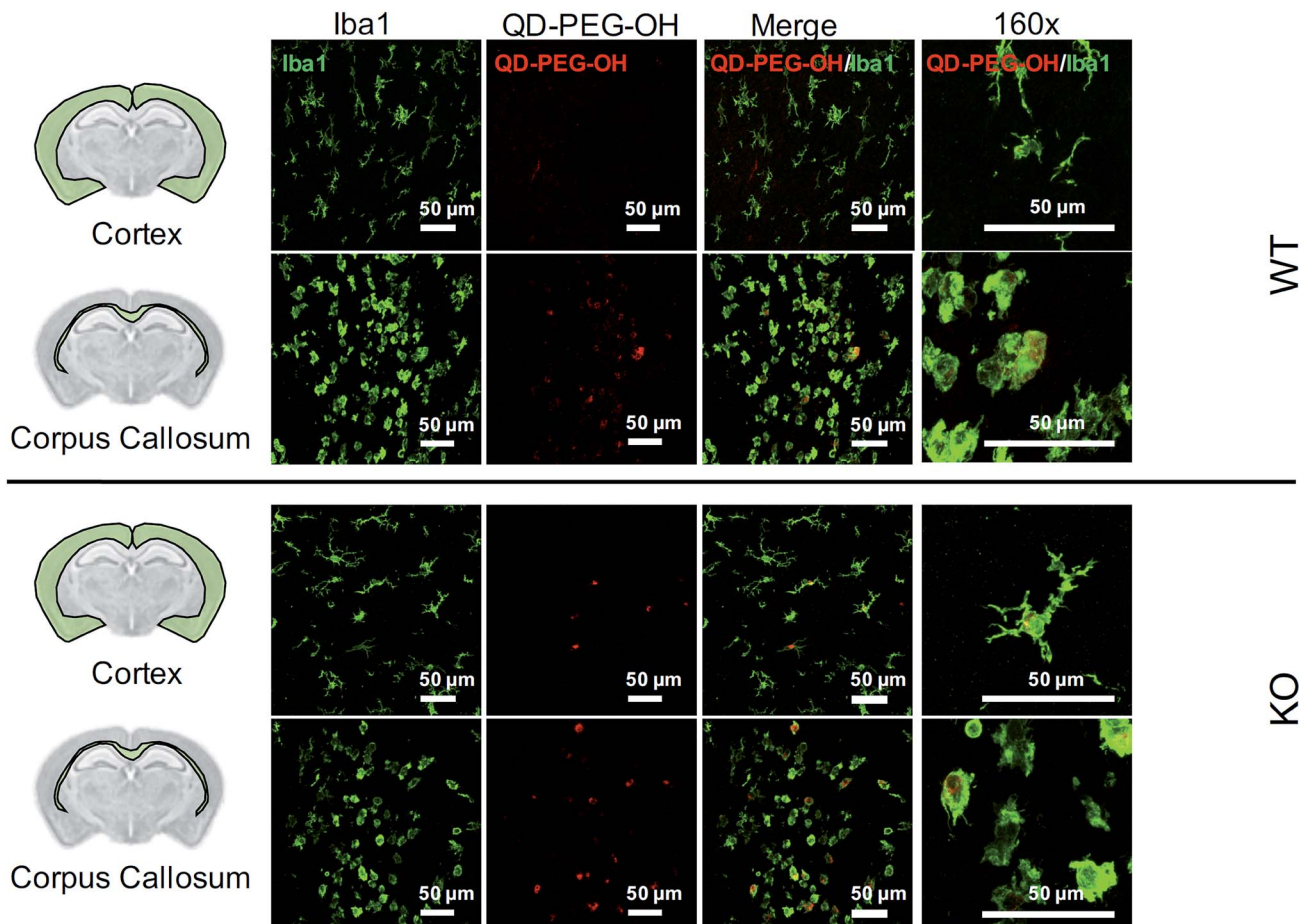 Iba1 QD-PEG-OH Merge 160x
Iba1 QD-PEG-OH QD-PEG-OH/Iba1 QD-PEG-OH/Iba1
50 µm 50 µm 50 µm 50 µm
Cortex
WT
50 µm 50 µm 50 µm 50 µm
Corpus Callosum
50 µm 50 µm 50 µm 50 µm
Cortex
KO
50 µm 50 µm 50 µm 50 µm
Corpus Callosum